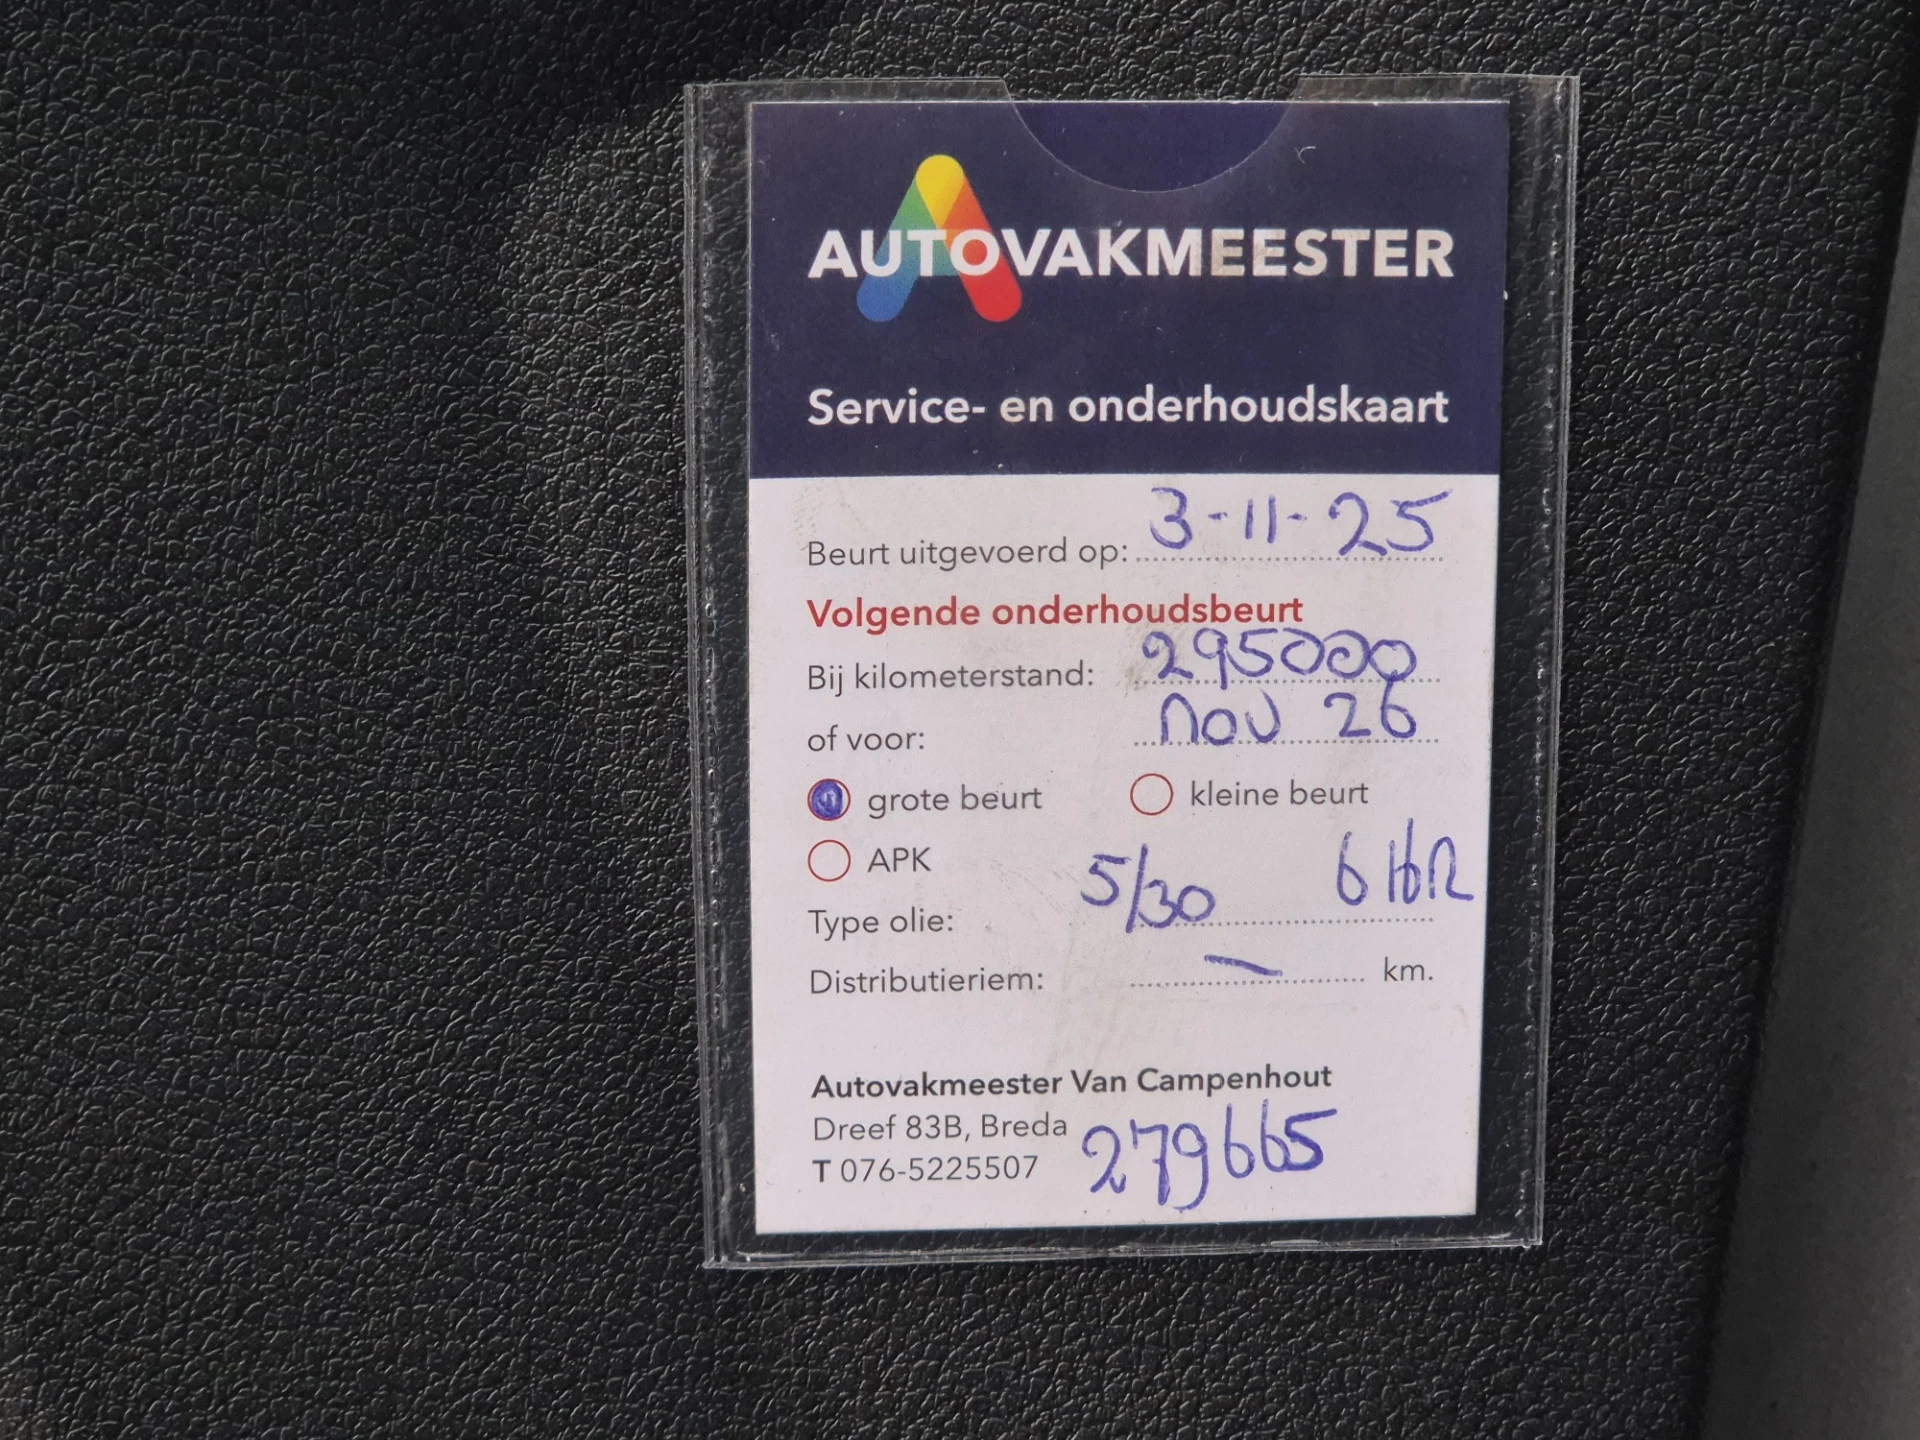 AUTOVAKMEESTER
Service- en onderhoudskaart
Beurt uitgevoerd op: 3-11-25
Volgende onderhoudsbeurt
Bij kilometerstand: 295000
of voor: nov 26
grote beurt kleine beurt
APK
Type olie: 5/30
Distributieriem: — km.
Autovakmeester Van Campenhout
Dreef 83B, Breda
T 076-5225507 279665